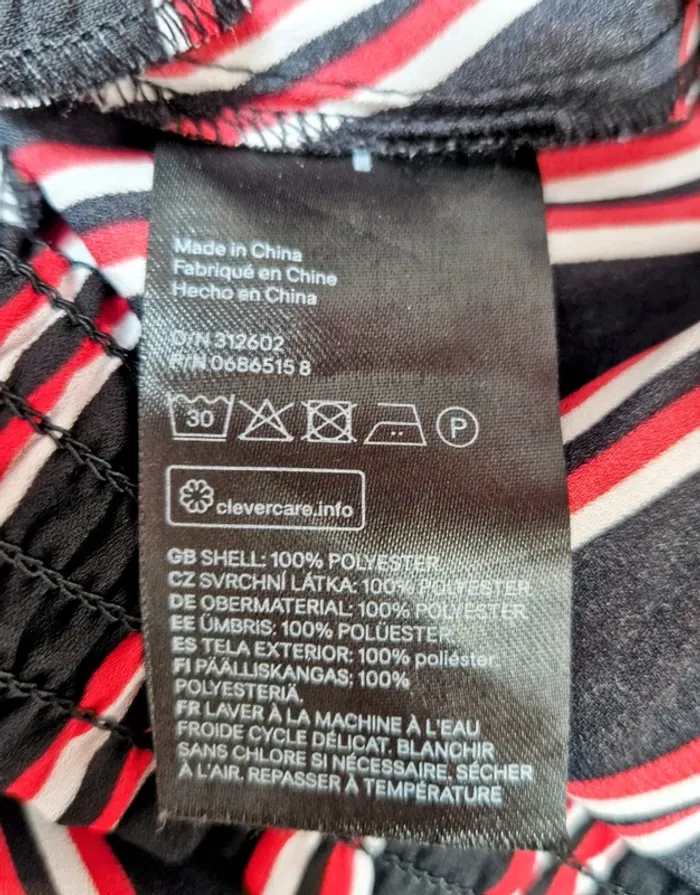 Made in China
Fabriqué en Chine
Hecho en China
O/N 312602
P/N 0686515 8
30
P
clevercare.info
GB SHELL: 100% POLYESTER
CZ SVRCHNÍ LÁTKA: 100% POLYESTER
DE OBERMATERIAL: 100% POLYESTER
EE ÜMBRIS: 100% POLÜESTER.
ES TELA EXTERIOR: 100% poliéster.
FI PÄÄLLISKANGAS: 100%
POLYESTERIÄ
FR LAVER À LA MACHINE À L'EAU
FROIDE CYCLE DÉLICAT. BLANCHIR
SANS CHLORE SI NÉCESSAIRE. SÉCHER
À L'AIR. REPASSER À TEMPÉRATURE